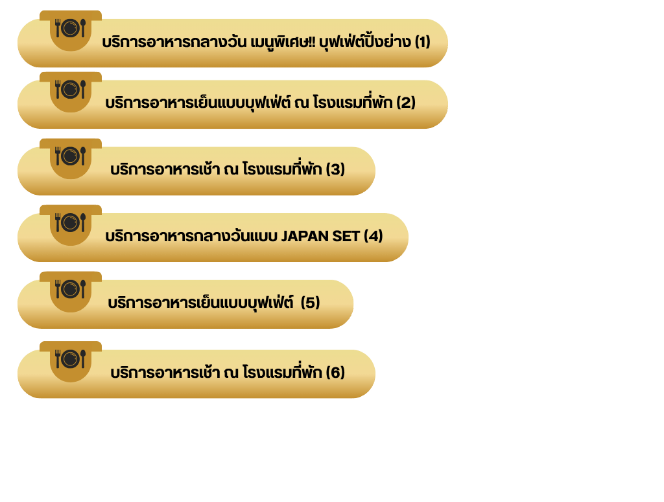 บริการอาหารกลางวัน เมนูพิเศษ!! บุฟเฟ่ต์ปิ้งย่าง (1)
บริการอาหารเย็นแบบบุฟเฟ่ต์ ณ โรงแรมที่พัก (2)
บริการอาหารเช้า ณ โรงแรมที่พัก (3)
บริการอาหารกลางวันแบบ JAPAN SET (4)
บริการอาหารเย็นแบบบุฟเฟ่ต์ (5)
บริการอาหารเช้า ณ โรงแรมที่พัก (6)